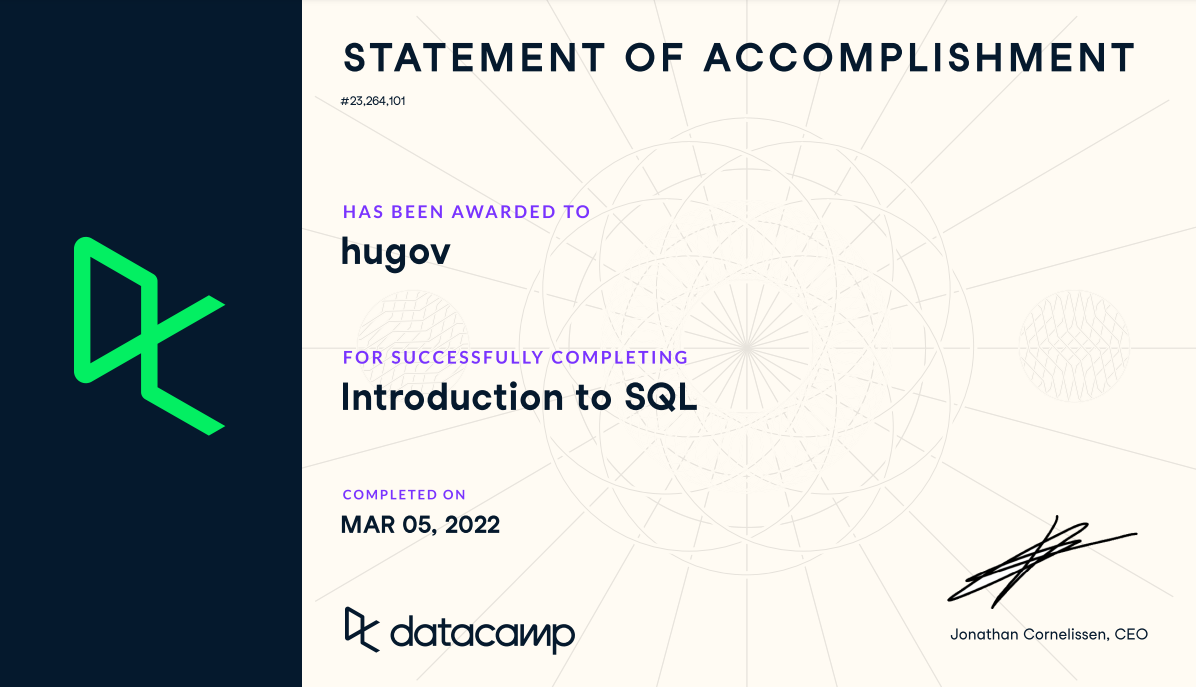 STATEMENT OF ACCOMPLISHMENT
#23,264,101
HAS BEEN AWARDED TO
hugov
FOR SUCCESSFULLY COMPLETING
Introduction to SQL
COMPLETED ON
MAR 05, 2022
datacamp
Jonathan Cornelissen, CEO